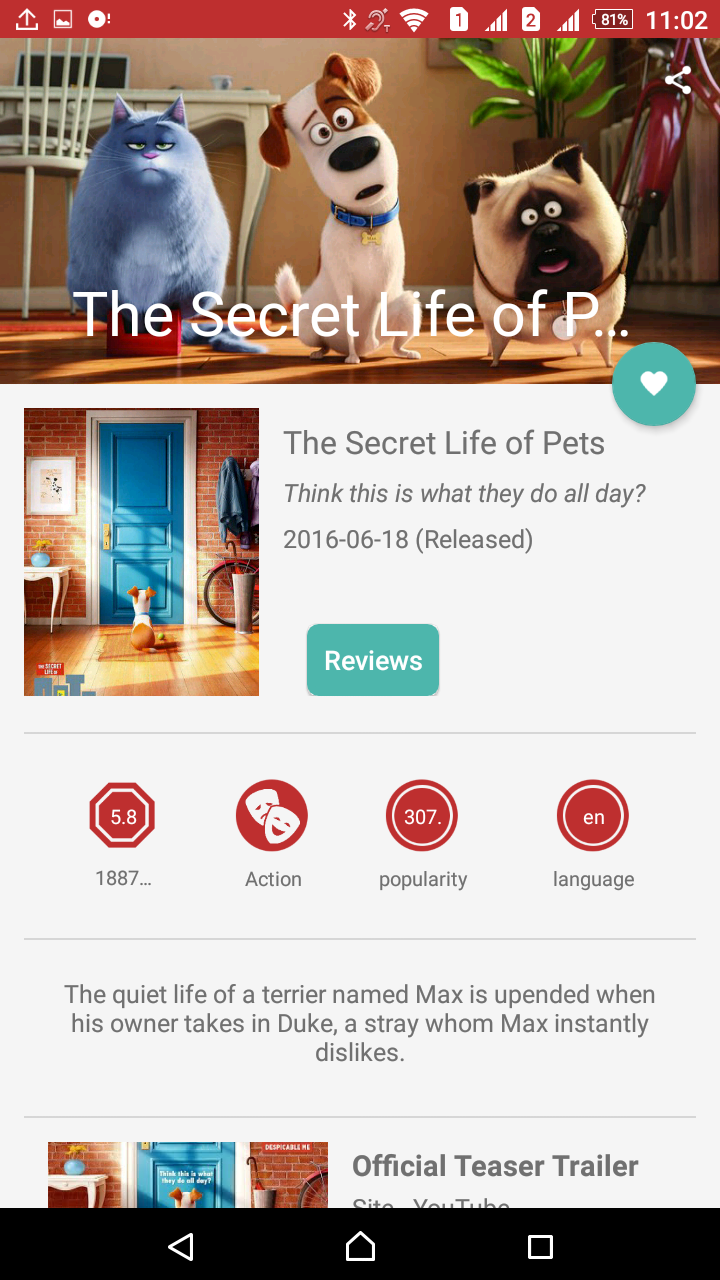 1 2 81% 11:02
MAX
The Secret Life of P...
The Secret Life of Pets
Think this is what they do all day?
2016-06-18 (Released)
THE SECRET
LIFE OF
Reviews
5.8 307. en
1887... Action popularity language
The quiet life of a terrier named Max is upended when
his owner takes in Duke, a stray whom Max instantly
dislikes.
DESPICABLE ME
Think this is what
they do all day?
Official Teaser Trailer
Site YouTube